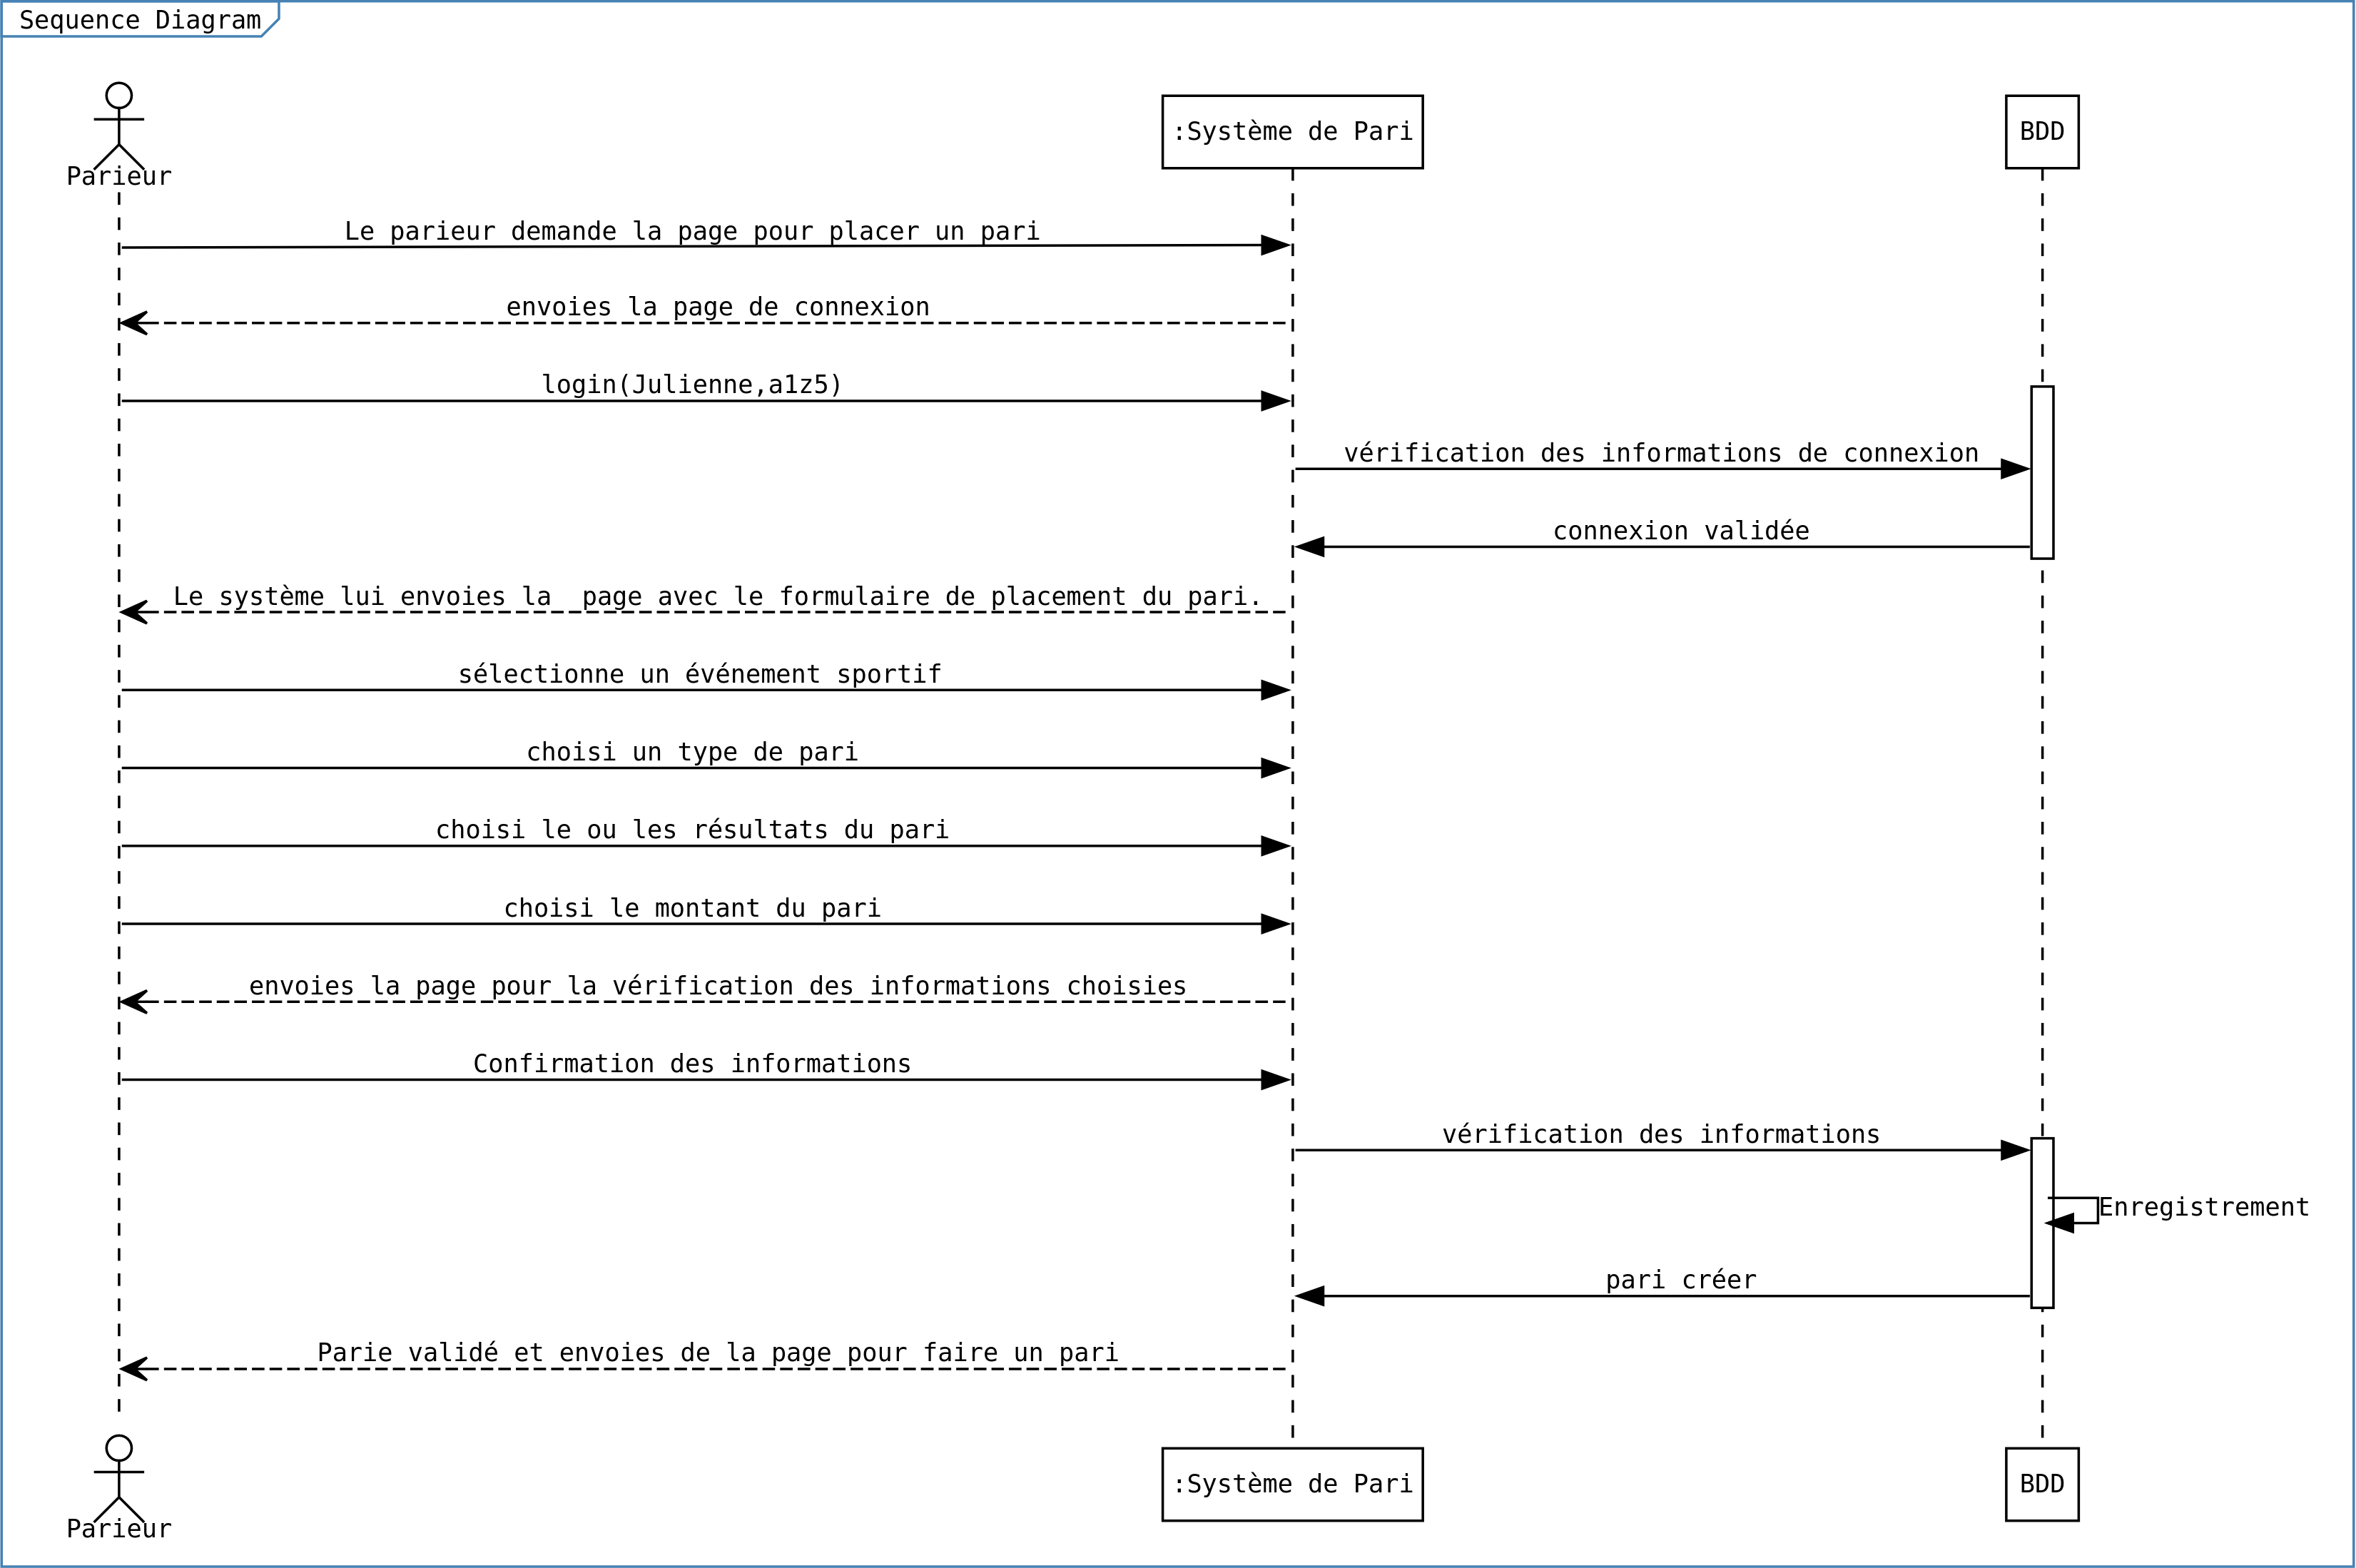 Sequence Diagram
Parieur
:Système de Pari
BDD
Le parieur demande la page pour placer un pari
envoies la page de connexion
login(Julienne,a1z5)
vérification des informations de connexion
connexion validée
Le système lui envoies la  page avec le formulaire de placement du pari.
sélectionne un événement sportif
choisi un type de pari
choisi le ou les résultats du pari
choisi le montant du pari
envoies la page pour la vérification des informations choisies
Confirmation des informations
vérification des informations
Enregistrement
pari créer
Parie validé et envoies de la page pour faire un pari
Parieur
:Système de Pari
BDD